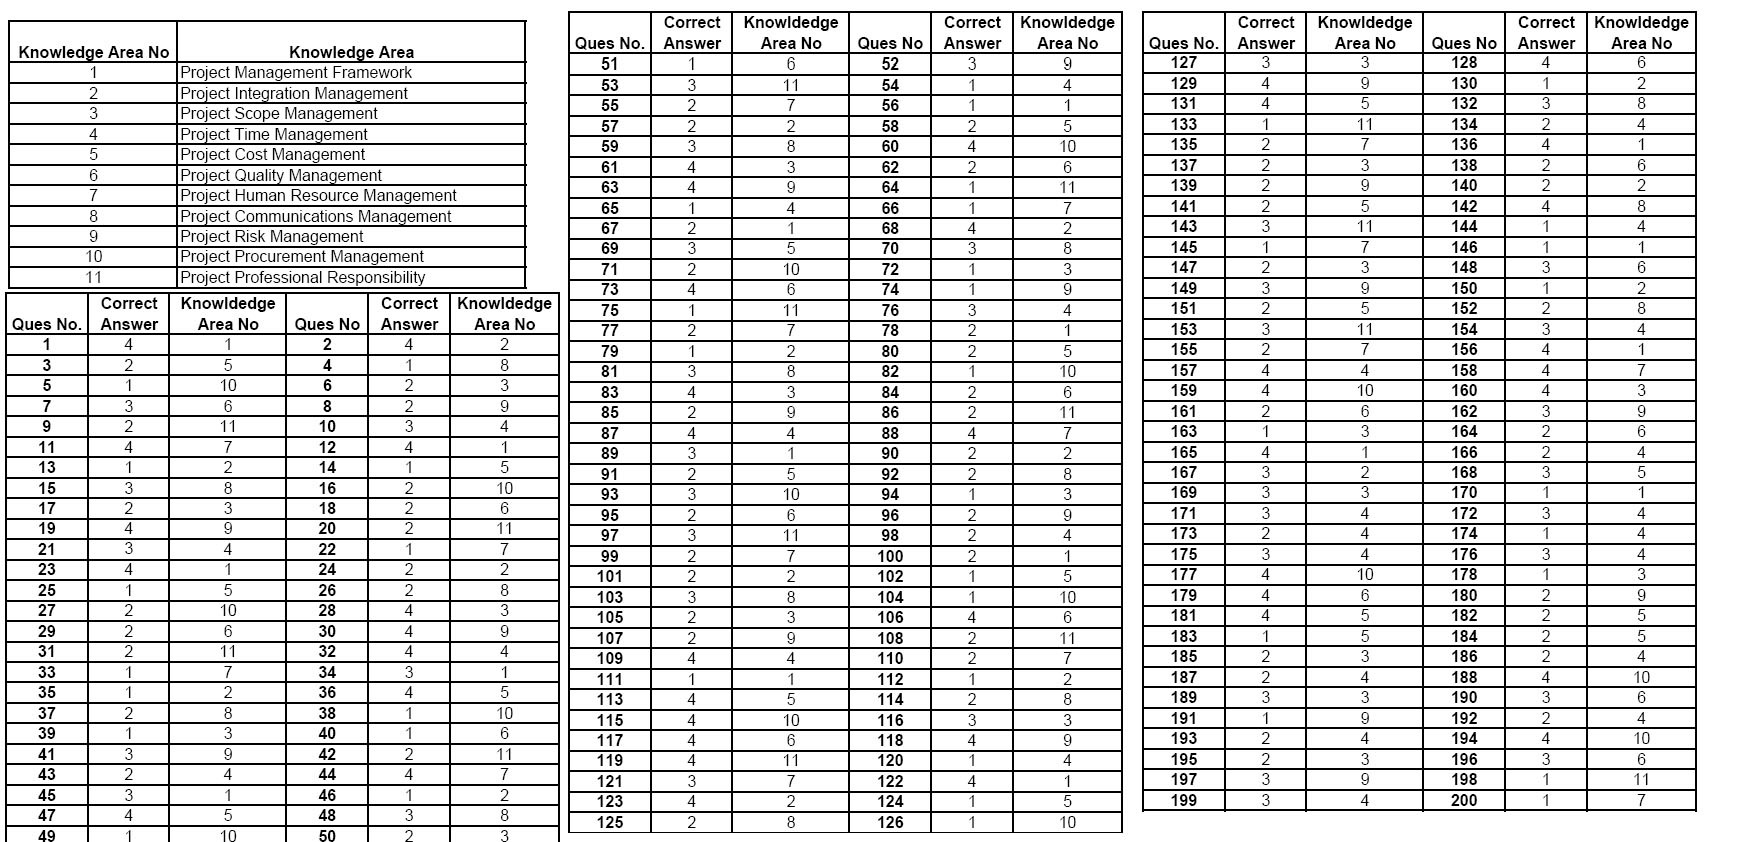 Knowledge Area No Knowledge Area
1 Project Management Framework
2 Project Integration Management
3 Project Scope Management
4 Project Time Management
5 Project Cost Management
6 Project Quality Management
7 Project Human Resource Management
8 Project Communications Management
9 Project Risk Management
10 Project Procurement Management
11 Project Professional Responsibility
Correct Knowldedge Correct Knowldedge
Ques No. Answer Area No Ques No Answer Area No
1 4 1 2 4 2
3 2 5 4 1 8
5 1 10 6 2 3
7 3 6 8 2 9
9 2 11 10 3 4
11 4 7 12 4 1
13 1 2 14 1 5
15 3 8 16 2 10
17 2 3 18 2 6
19 4 9 20 2 11
21 3 4 22 1 7
23 4 1 24 2 2
25 1 5 26 2 8
27 2 10 28 4 3
29 2 6 30 4 9
31 2 11 32 4 4
33 1 7 34 3 1
35 1 2 36 4 5
37 2 8 38 1 10
39 1 3 40 1 6
41 3 9 42 2 11
43 2 4 44 4 7
45 3 1 46 1 2
47 4 5 48 3 8
49 1 10 50 2 3
Correct Knowldedge Correct Knowldedge
Ques No. Answer Area No Ques No Answer Area No
51 1 6 52 3 9
53 3 11 54 1 4
55 2 7 56 1 1
57 2 2 58 2 5
59 3 8 60 4 10
61 4 3 62 2 6
63 4 9 64 1 11
65 1 4 66 1 7
67 2 1 68 4 2
69 3 5 70 3 8
71 2 10 72 1 3
73 4 6 74 1 9
75 1 11 76 3 4
77 2 7 78 2 1
79 1 2 80 2 5
81 3 8 82 1 10
83 4 3 84 2 6
85 2 9 86 2 11
87 4 4 88 4 7
89 3 1 90 2 2
91 2 5 92 2 8
93 3 10 94 1 3
95 2 6 96 2 9
97 3 11 98 2 4
99 2 7 100 2 1
101 2 2 102 1 5
103 3 8 104 1 10
105 2 3 106 4 6
107 2 9 108 2 11
109 4 4 110 2 7
111 1 1 112 1 2
113 4 5 114 2 8
115 4 10 116 3 3
117 4 6 118 4 9
119 4 11 120 1 4
121 3 7 122 4 1
123 4 2 124 1 5
125 2 8 126 1 10
Correct Knowldedge Correct Knowldedge
Ques No. Answer Area No Ques No Answer Area No
127 3 3 128 4 6
129 4 9 130 1 2
131 4 5 132 3 8
133 1 11 134 2 4
135 2 7 136 4 1
137 2 3 138 2 6
139 2 9 140 2 2
141 2 5 142 4 8
143 3 11 144 1 4
145 1 7 146 1 1
147 2 3 148 3 6
149 3 9 150 1 2
151 2 5 152 2 8
153 3 11 154 3 4
155 2 7 156 4 1
157 4 4 158 4 7
159 4 10 160 4 3
161 2 6 162 3 9
163 1 3 164 2 6
165 4 1 166 2 4
167 3 2 168 3 5
169 3 3 170 1 1
171 3 4 172 3 4
173 2 4 174 1 4
175 3 4 176 3 4
177 4 10 178 1 3
179 4 6 180 2 9
181 4 5 182 2 5
183 1 5 184 2 5
185 2 3 186 2 4
187 2 4 188 4 10
189 3 3 190 3 6
191 1 9 192 2 4
193 2 4 194 4 10
195 2 3 196 3 6
197 3 9 198 1 11
199 3 4 200 1 7